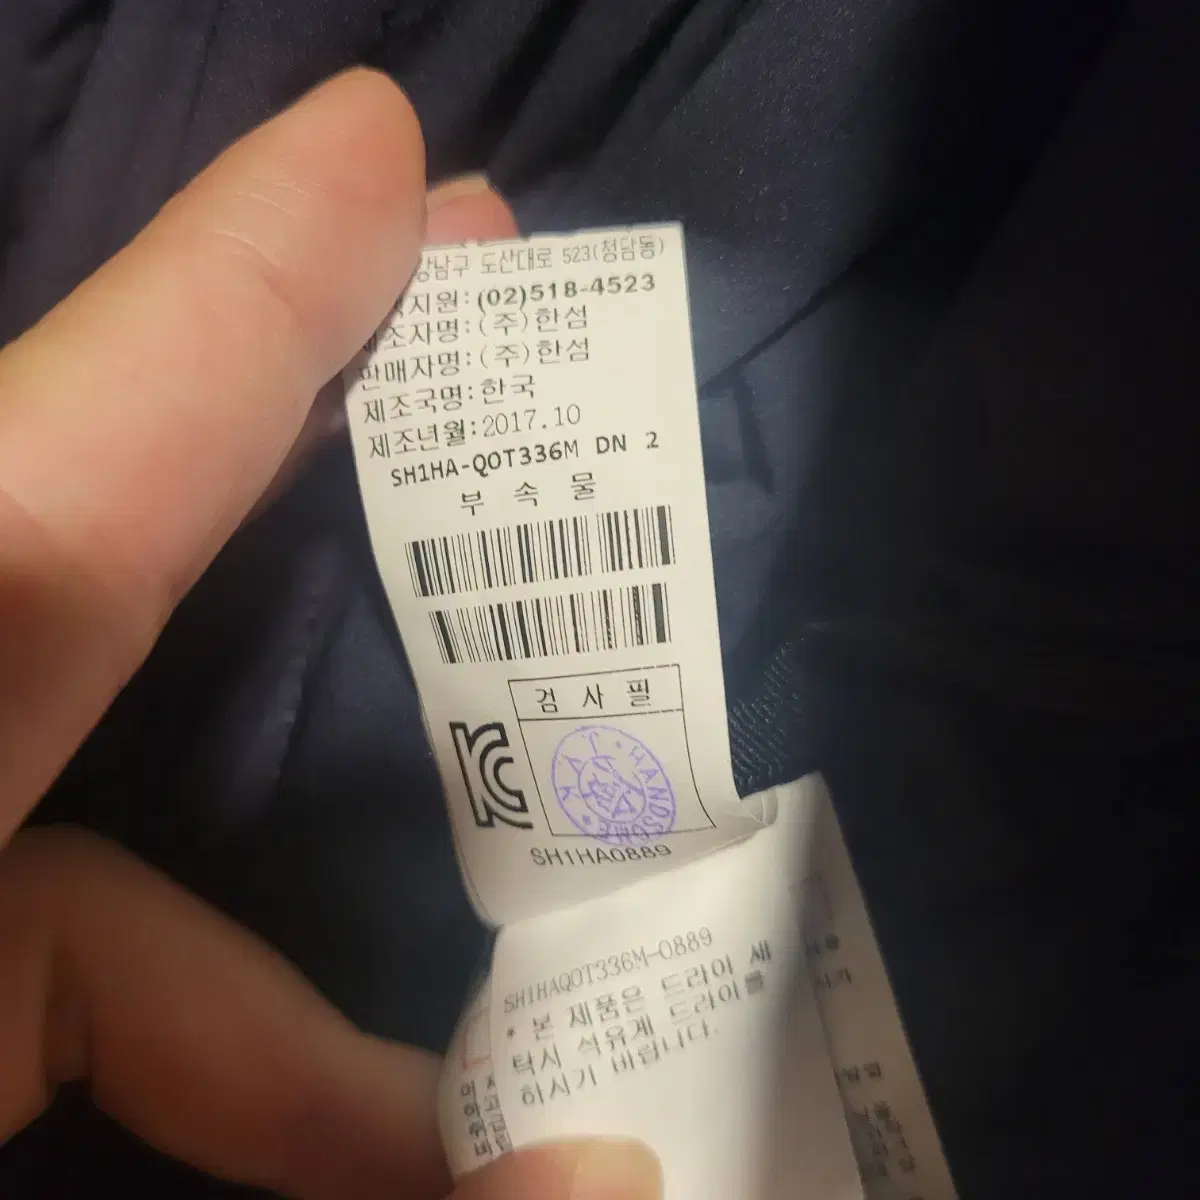 강남구 도산대로 523(청담동)
지원:(02)518-4523
제조자명:(주)한섬
판매자명:(주)한섬
제조국명:한국
제조년월:2017.10
SH1HA-QOT336M DN 2
부 속 물
검 사 필
HANDSOME
SH1HA0889
SH1HAQOT336M-0889
* 본 제품은 드라이 세
탁시 석유계 드라이를
하시기 바랍니다.